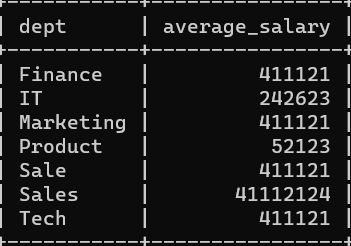 dept average_salary
Finance 411121
IT 242623
Marketing 411121
Product 52123
Sale 411121
Sales 41112124
Tech 411121